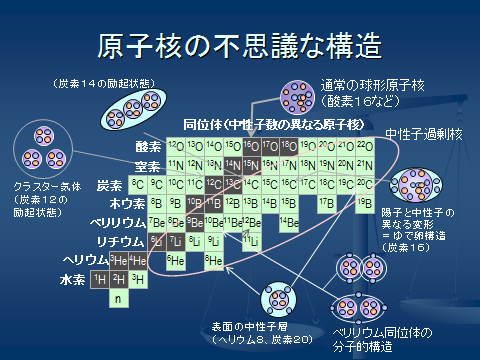 原子核の不思議な構造
(炭素14の励起状態)
通常の球形原子核
(酸素16など)
同位体(中性子数の異なる原子核)
中性子過剰核
酸素 12O 13O 14O 15O 16O 17O 18O 19O 20O 21O 22O
窒素 11N 12N 13N 14N 15N 16N 17N 18N 19N 20N 21N
炭素 8C 9C 10C 11C 12C 13C 14C 15C 16C 17C 18C 19C 20C
ホウ素 8B 9B 10B 11B 12B 13B 14B 15B 17B 19B
ベリリウム 7Be 8Be 9Be 10Be 11Be 12Be 14Be
リチウム 6Li 7Li 8Li 9Li 11Li
ヘリウム 3He 4He 6He 8He
水素 1H 2H 3H
n
クラスター気体
(炭素12の
励起状態)
陽子と中性子の
異なる変形
=ゆで卵構造
(炭素16)
表面の中性子層
(ヘリウム8、炭素20)
ベリリウム同位体の
分子的構造